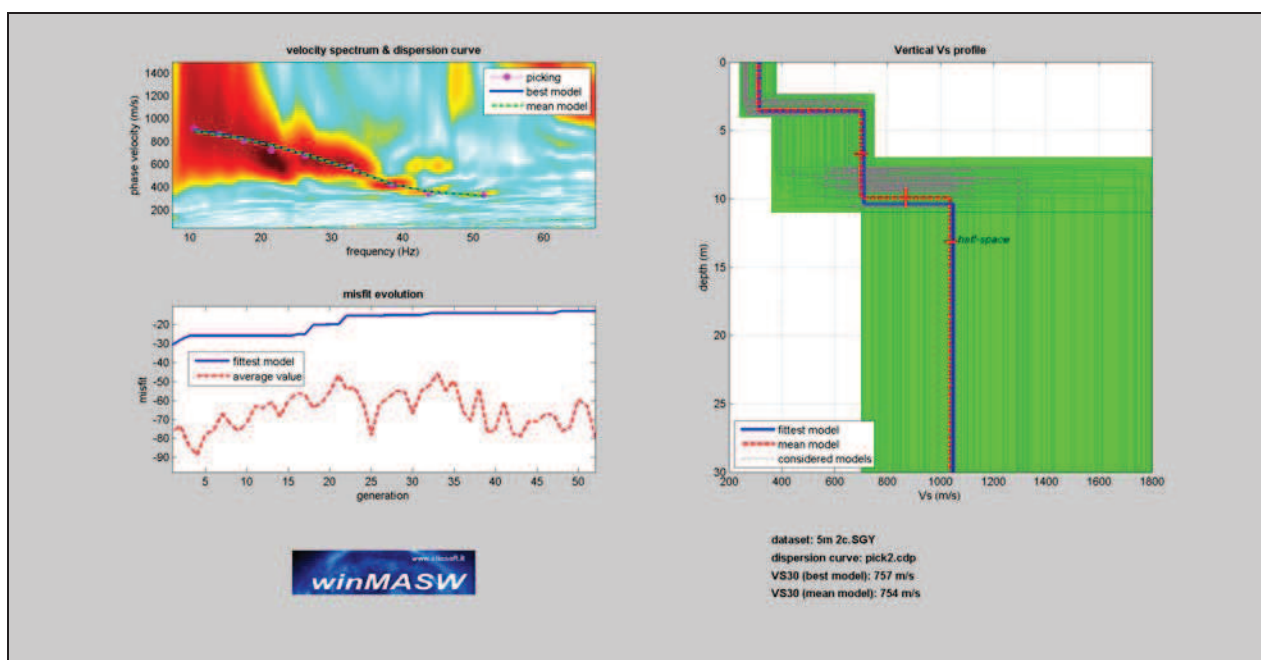 velocity spectrum & dispersion curve
1400
1200
1000
800
600
400
200
phase velocity (m/s)
picking
best model
mean model
10
20
30
40
50
60
frequency (Hz)
misfit evolution
-20
-30
-40
-50
-60
-70
-80
-90
misfit
fittest model
average value
5
10
15
20
25
30
35
40
45
50
generation
winMASW
Vertical Vs profile
0
5
10
15
20
25
30
depth (m)
half-space
fittest model
mean model
considered models
200
400
600
800
1000
1200
1400
1600
1800
Vs (m/s)
dataset: 5m 2c.SGY
dispersion curve: pick2.cdp
VS30 (best model): 757 m/s
VS30 (mean model): 754 m/s